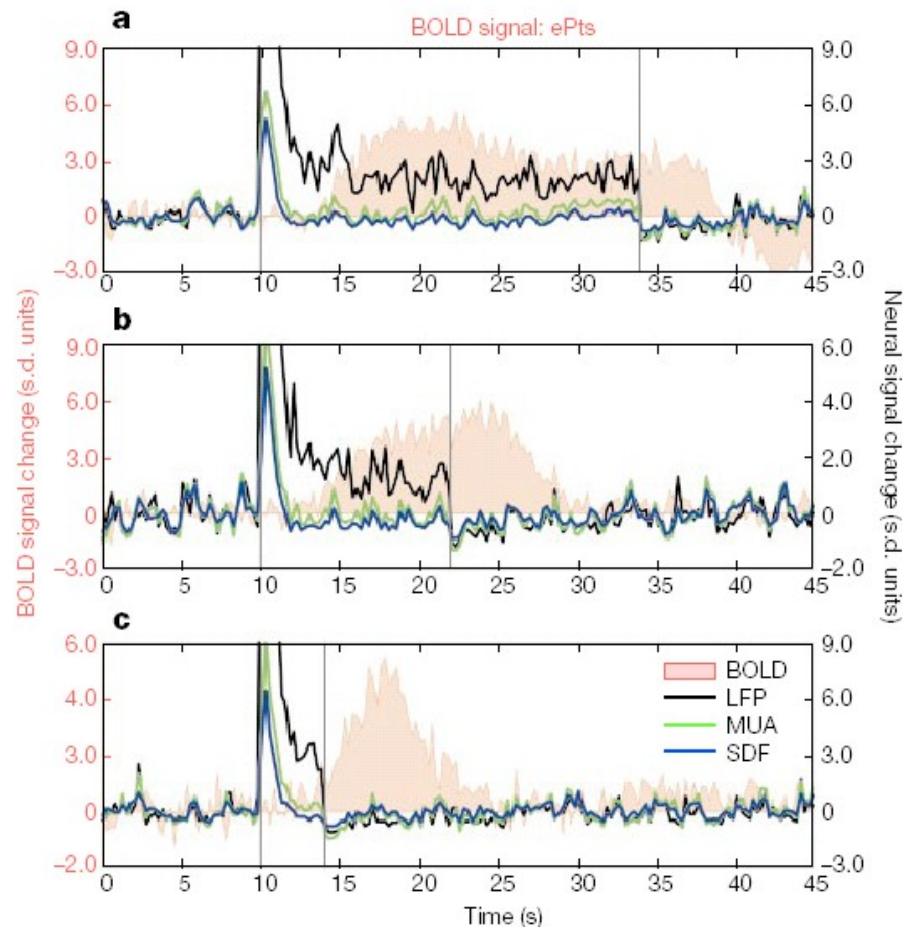 a
BOLD signal: ePts
9.0 9.0
6.0 6.0
3.0 3.0
0 0
–3.0 –3.0
0 5 10 15 20 25 30 35 40 45
b
9.0 6.0
6.0 4.0
3.0 2.0
0 0
–3.0 –2.0
0 5 10 15 20 25 30 35 40 45
c
6.0 9.0
4.0 6.0
3.0 3.0
0 0
–2.0 –3.0
0 5 10 15 20 25 30 35 40 45
BOLD
LFP
MUA
SDF
Time (s)
BOLD signal change (s.d. units)
Neural signal change (s.d. units)